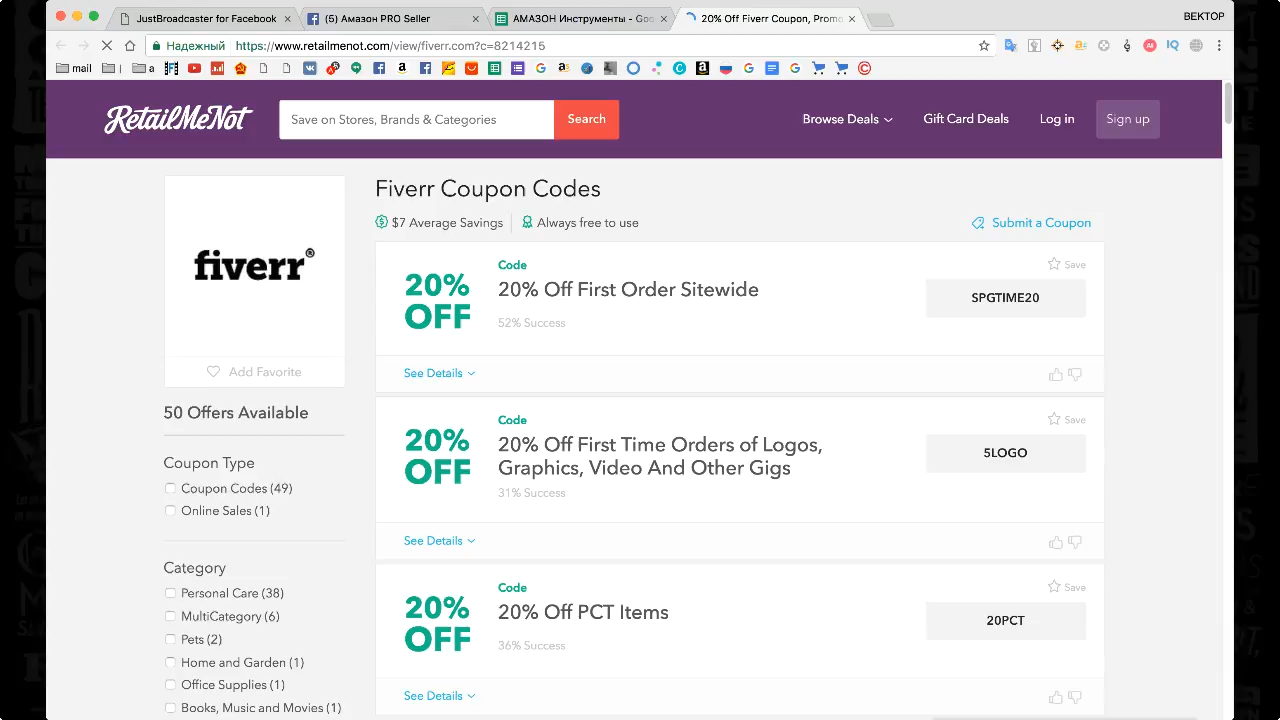 JustBroadcaster for Facebook
(5) Амазон PRO Seller
АМАЗОН Инструменты - Goo
20% Off Fiverr Coupon, Promo
ВЕКТОР
Надежный
https://www.retailmenot.com/view/fiverr.com?c=8214215
mail
a
RetailMeNot
Save on Stores, Brands & Categories
Search
Browse Deals
Gift Card Deals
Log in
Sign up
fiverr®
Add Favorite
50 Offers Available
Coupon Type
Coupon Codes (49)
Online Sales (1)
Category
Personal Care (38)
MultiCategory (6)
Pets (2)
Home and Garden (1)
Office Supplies (1)
Books, Music and Movies (1)
Fiverr Coupon Codes
$7 Average Savings
Always free to use
Submit a Coupon
20%
OFF
Code
20% Off First Order Sitewide
52% Success
Save
SPGTIME20
See Details
20%
OFF
Code
20% Off First Time Orders of Logos,
Graphics, Video And Other Gigs
31% Success
Save
5LOGO
See Details
20%
OFF
Code
20% Off PCT Items
36% Success
Save
20PCT
See Details